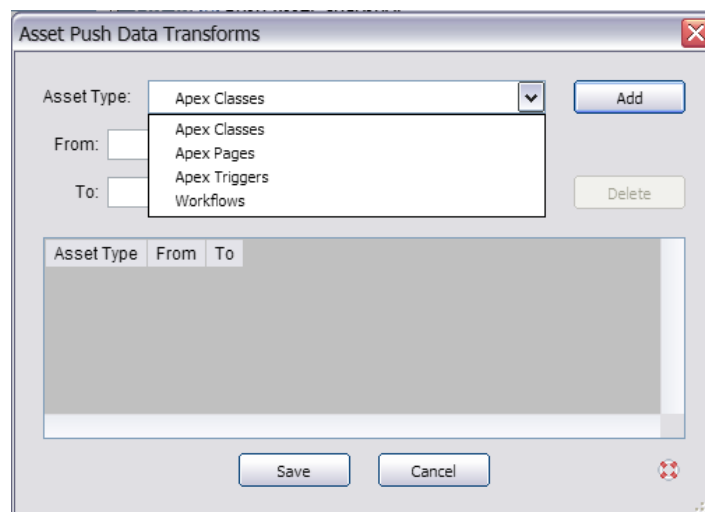 Asset Push Data Transforms
Asset Type: Apex Classes Add
Apex Classes
From: Apex Pages
Apex Triggers
To: Workflows Delete
Asset Type From To
Save Cancel